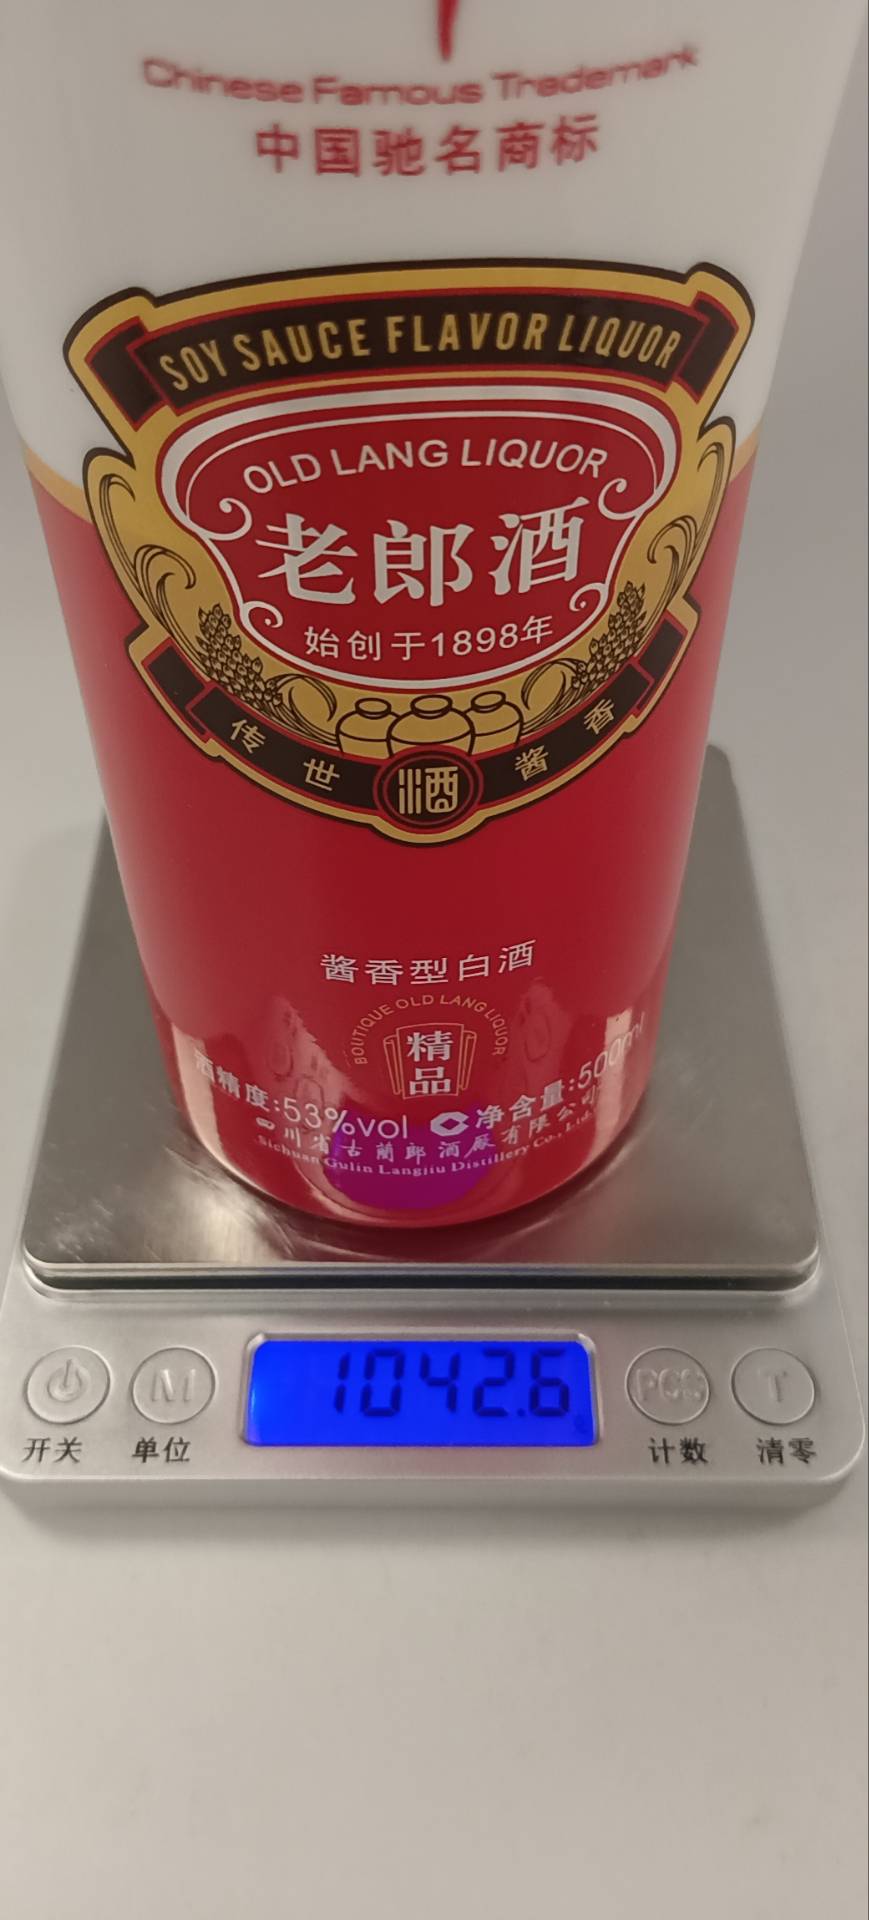 Chinese Famous Trademark
中国驰名商标
SOY SAUCE FLAVOR LIQUOR
OLD LANG LIQUOR
老郎酒
始创于1898年
传世 酒 酱香
酱香型白酒
BOUTIQUE OLD LANG LIQUOR
精品
酒精度:53%vol 净含量:500ml
四川省古蔺郎酒厰有限公司
Sichuan Gulin Langjiu Distillery Co., Ltd.
1042.6
M PCS T
开关 单位 计数 清零